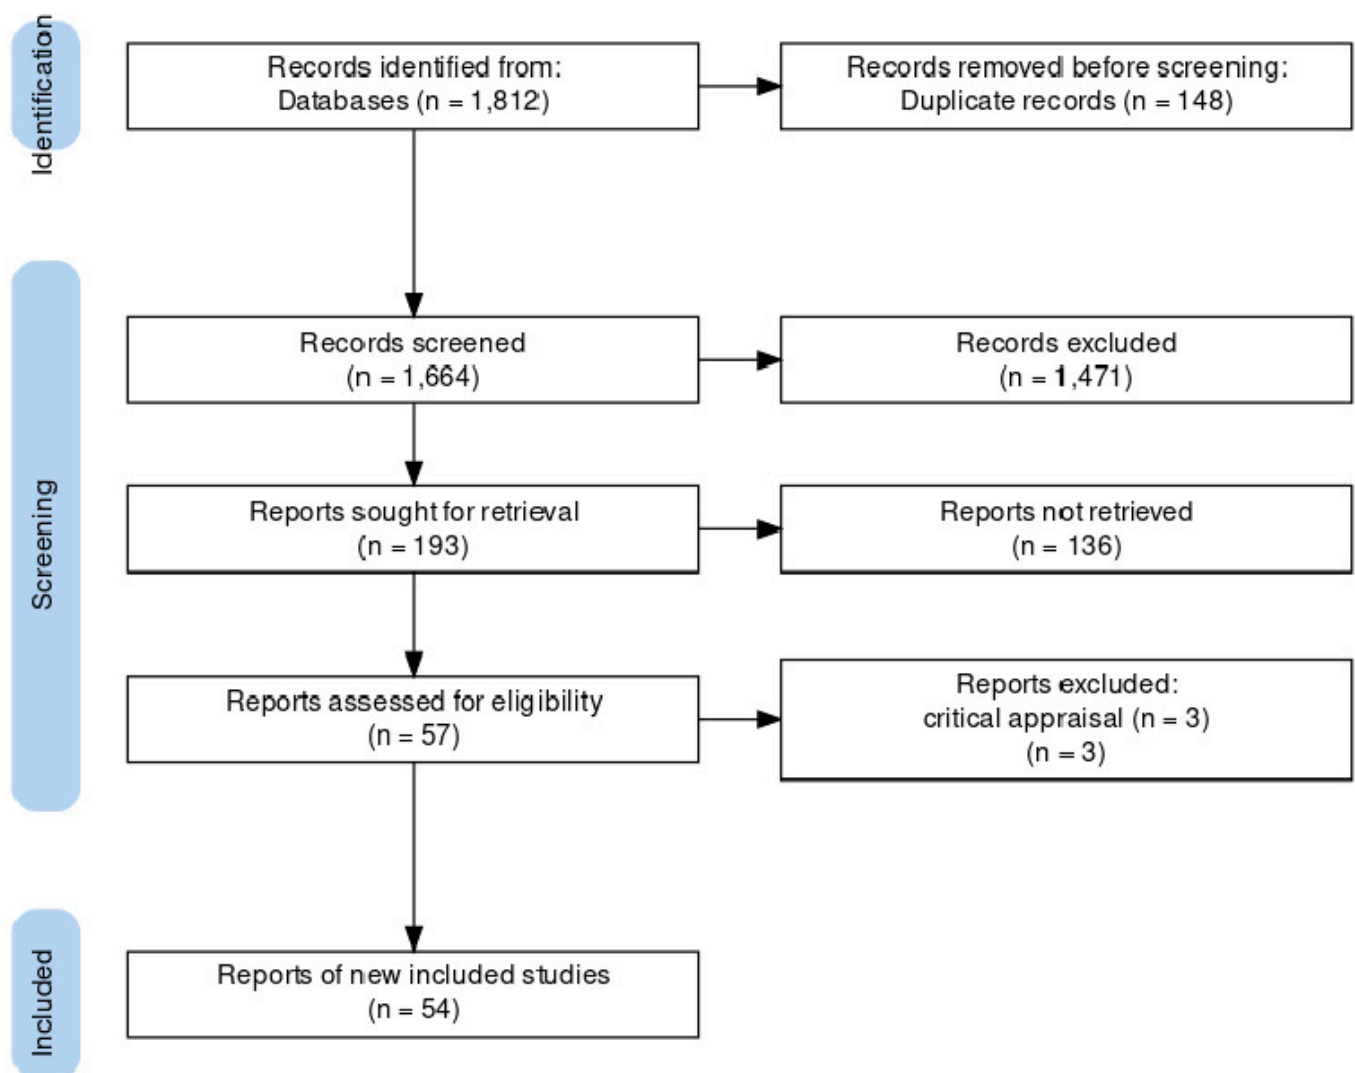 Identification
Records identified from:
Databases (n = 1,812)
Records removed before screening:
Duplicate records (n = 148)
Screening
Records screened
(n = 1,664)
Records excluded
(n = 1,471)
Reports sought for retrieval
(n = 193)
Reports not retrieved
(n = 136)
Reports assessed for eligibility
(n = 57)
Reports excluded:
critical appraisal (n = 3)
(n = 3)
Included
Reports of new included studies
(n = 54)